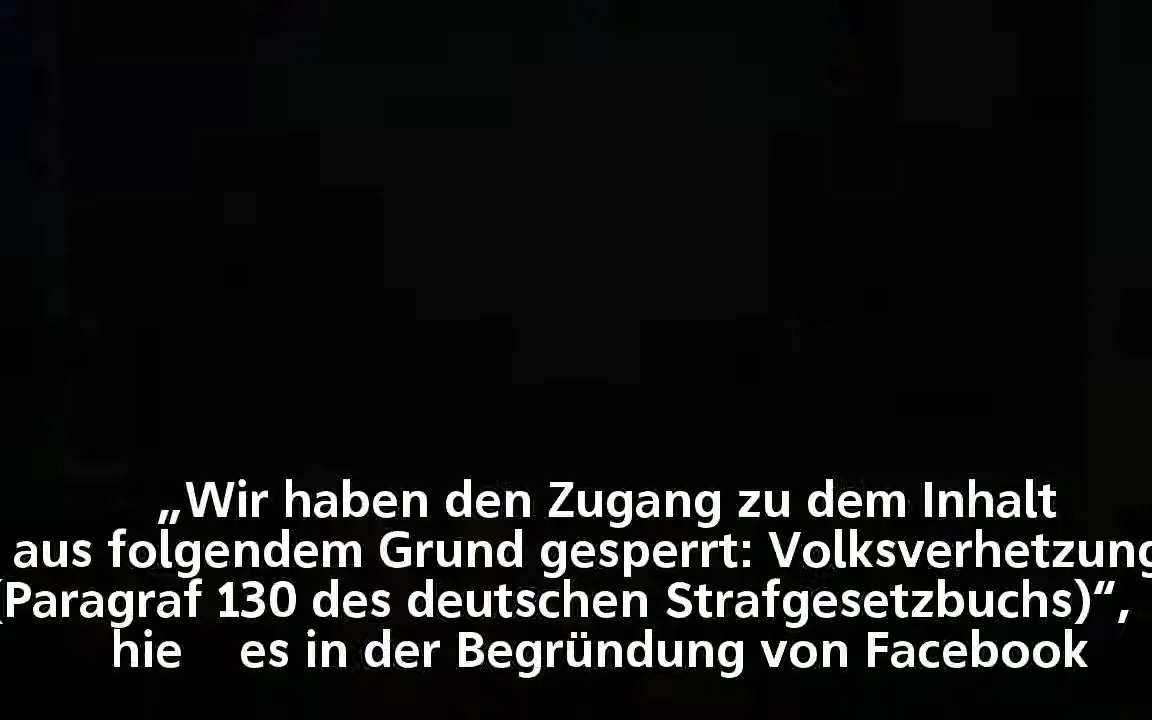 „Wir haben den Zugang zu dem Inhalt
aus folgendem Grund gesperrt: Volksverhetzung
(Paragraf 130 des deutschen Strafgesetzbuchs)“,
hie es in der Begründung von Facebook